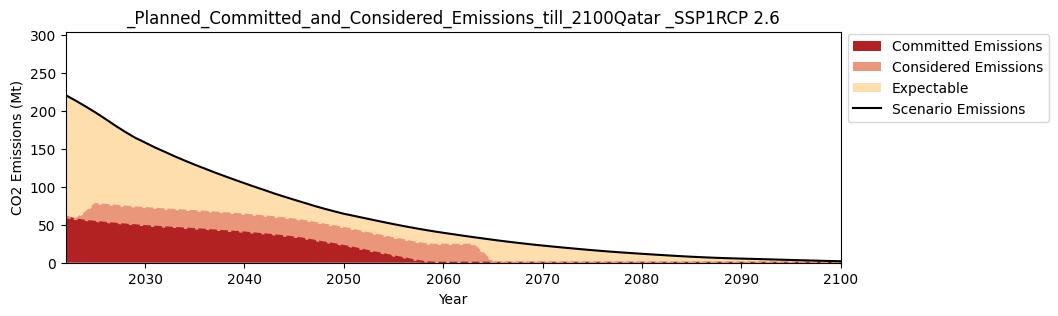 _Planned_Committed_and_Considered_Emissions_till_2100Qatar _SSP1RCP 2.6
300
250
200
150
100
50
0
CO2 Emissions (Mt)
2030 2040 2050 2060 2070 2080 2090 2100
Year
Committed Emissions
Considered Emissions
Expectable
Scenario Emissions